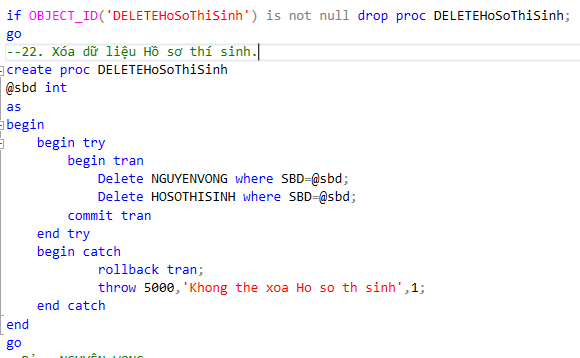 if OBJECT_ID('DELETEHoSoThiSinh') is not null drop proc DELETEHoSoThiSinh;
go
--22. Xóa dữ liệu Hồ sơ thí sinh.
create proc DELETEHoSoThiSinh
@sbd int
as
begin
begin try
begin tran
Delete NGUYENVONG where SBD=@sbd;
Delete HOSOTHISINH where SBD=@sbd;
commit tran
end try
begin catch
rollback tran;
throw 5000,'Khong the xoa Ho so th sinh',1;
end catch
end
go